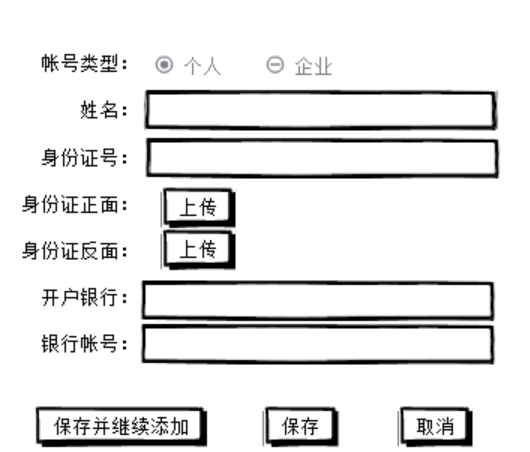 帐号类型： 个人 企业
姓名：
身份证号：
身份证正面： 上传
身份证反面： 上传
开户银行：
银行帐号：
保存并继续添加 保存 取消